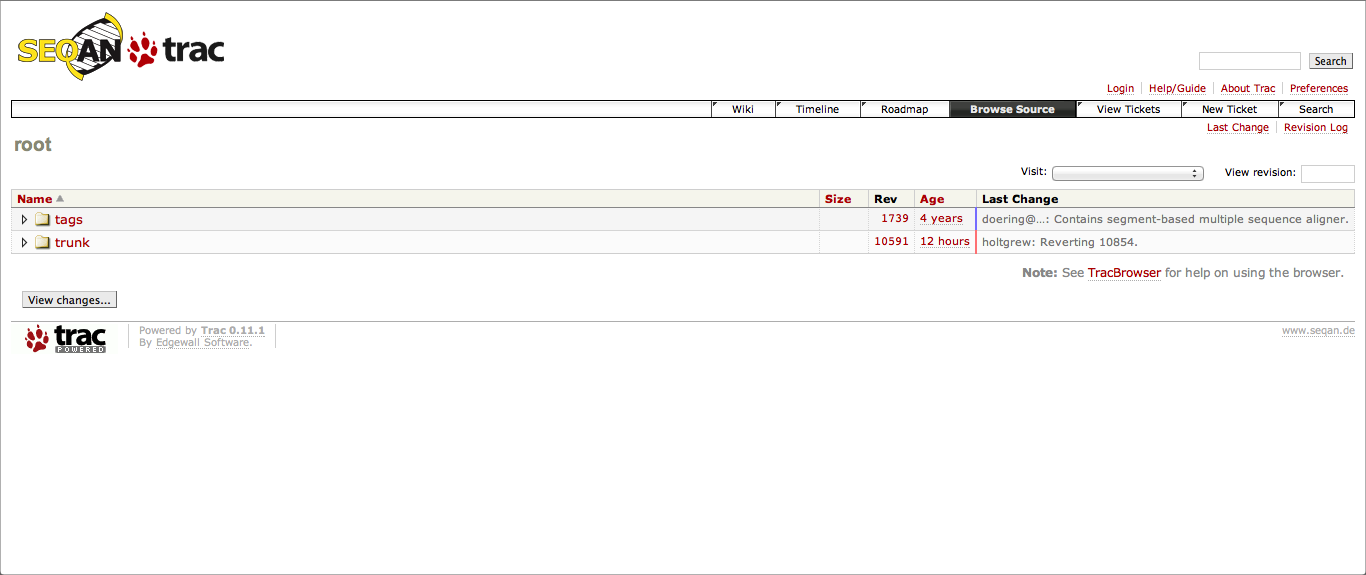 SEQAN trac
Search
Login Help/Guide About Trac Preferences
Wiki Timeline Roadmap Browse Source View Tickets New Ticket Search
Last Change Revision Log
root
Visit: View revision:
Name Size Rev Age Last Change
tags 1739 4 years doering@…: Contains segment-based multiple sequence aligner.
trunk 10591 12 hours holtgrew: Reverting 10854.
Note: See TracBrowser for help on using the browser.
View changes...
trac POWERED Powered by Trac 0.11.1 www.seqan.de
By Edgewall Software.